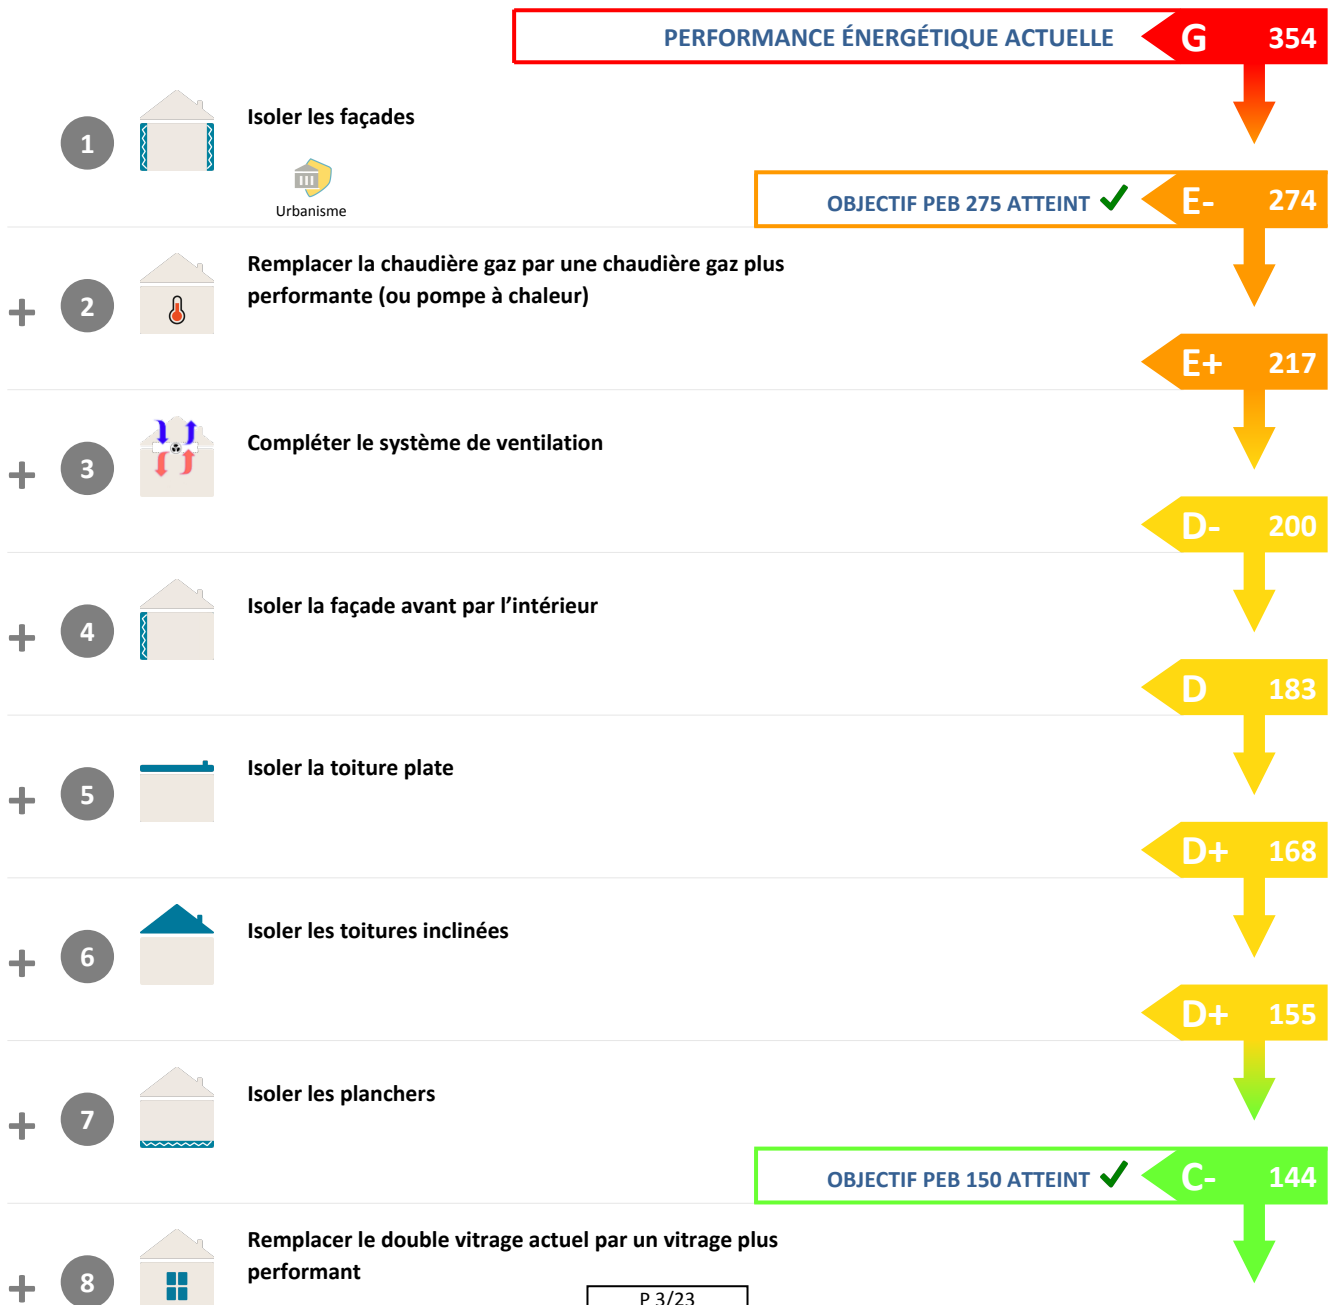 PERFORMANCE ÉNERGÉTIQUE ACTUELLE G 354
1 Isoler les façades
Urbanisme
OBJECTIF PEB 275 ATTEINT ✓ E- 274
+ 2 Remplacer la chaudière gaz par une chaudière gaz plus
performante (ou pompe à chaleur)
E+ 217
+ 3 Compléter le système de ventilation
D- 200
+ 4 Isoler la façade avant par l’intérieur
D 183
+ 5 Isoler la toiture plate
D+ 168
+ 6 Isoler les toitures inclinées
D+ 155
+ 7 Isoler les planchers
OBJECTIF PEB 150 ATTEINT ✓ C- 144
+ 8 Remplacer le double vitrage actuel par un vitrage plus
performant
P 3/23